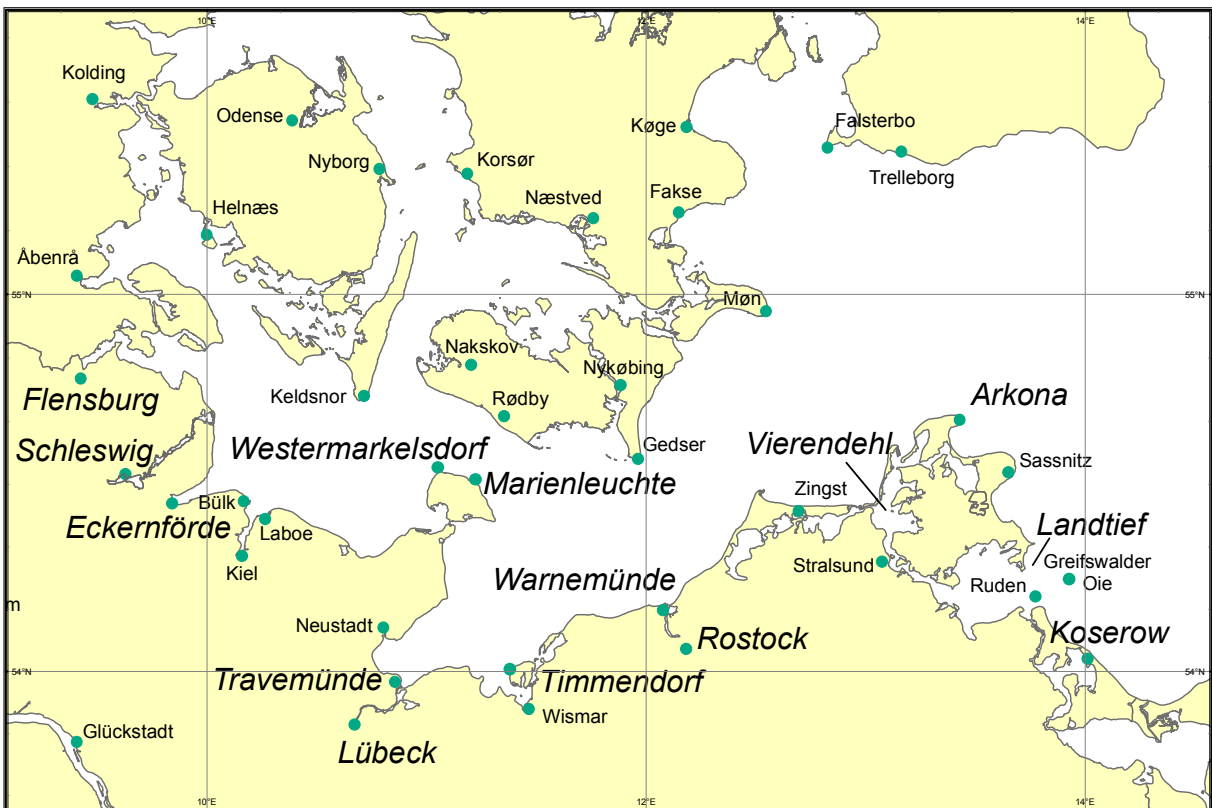 10°E
12°E
14°E
Kolding
Odense
Køge
Falsterbo
Nyborg
Korsør
Trelleborg
Næstved
Fakse
Helnæs
Åbenrå
55°N
55°N
Møn
Nakskov
Nykøbing
Flensburg
Keldsnor
Rødby
Arkona
Schleswig
Westermarkelsdorf
Gedser
Vierendehl
Sassnitz
Marienleuchte
Zingst
Bülk
Eckernförde
Laboe
Landtief
Kiel
Stralsund
Greifswalder
Oie
Warnemünde
Ruden
m
Neustadt
Rostock
Koserow
54°N
54°N
Travemünde
Timmendorf
Wismar
Glückstadt
Lübeck
10°E
12°E
14°E